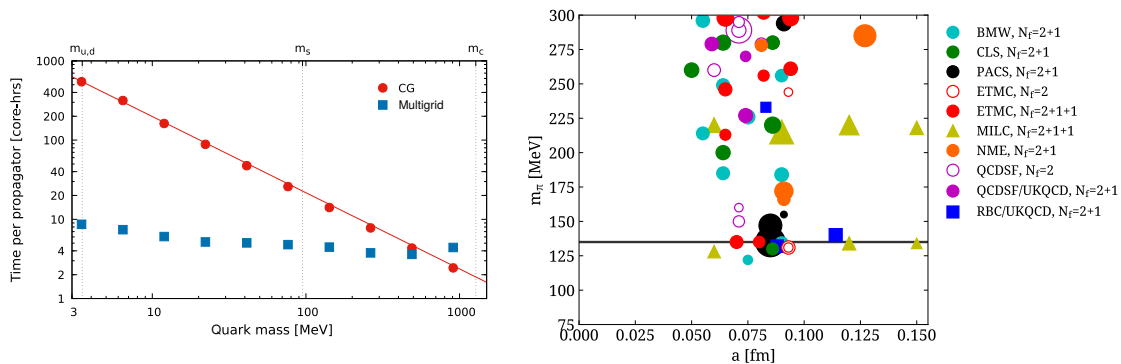 m_u,d m_s m_c
1000
400
200
100
40
20
10
4
2
1
3 10 100 1000
Time per propagator [core-hrs]
Quark mass [MeV]
CG
Multigrid
300
275
250
225
200
175
150
125
100
75
0.000 0.025 0.050 0.075 0.100 0.125 0.150
m_π [MeV]
a [fm]
BMW, N_f=2+1
CLS, N_f=2+1
PACS, N_f=2+1
ETMC, N_f=2
ETMC, N_f=2+1+1
MILC, N_f=2+1+1
NME, N_f=2+1
QCDSF, N_f=2
QCDSF/UKQCD, N_f=2+1
RBC/UKQCD, N_f=2+1